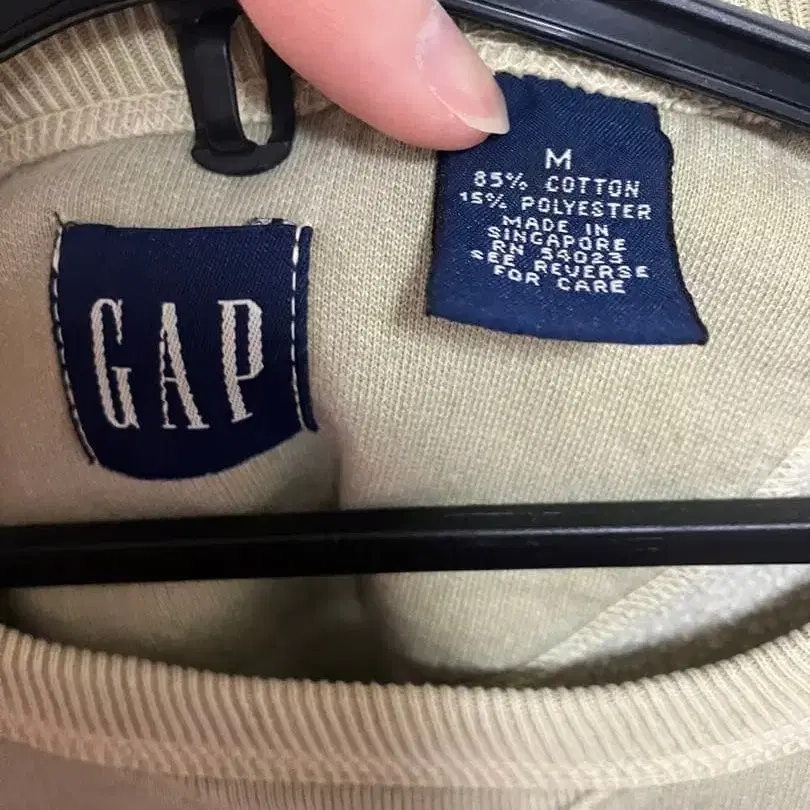 GAP
M
85% COTTON
15% POLYESTER
MADE IN
SINGAPORE
RN 54023
SEE REVERSE
FOR CARE